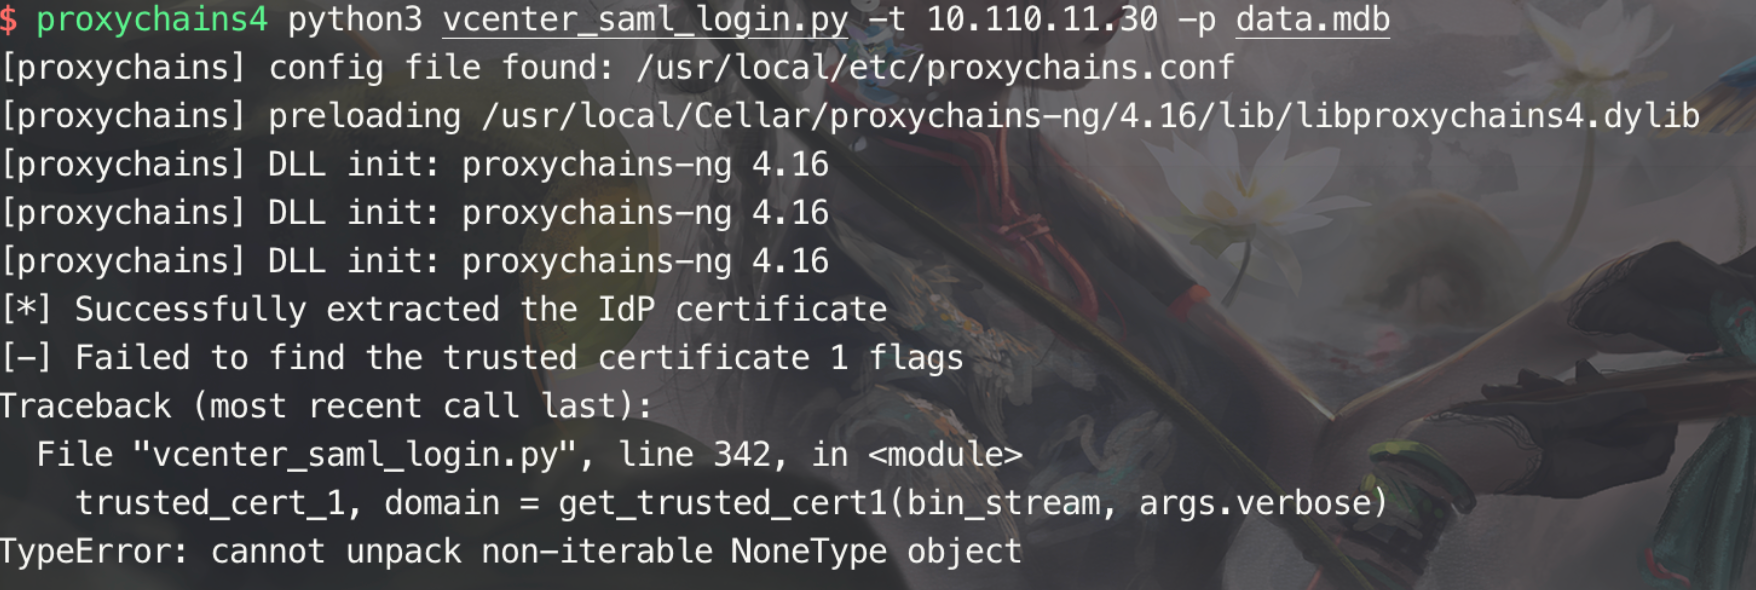 $ proxychains4 python3 vcenter_saml_login.py -t 10.110.11.30 -p data.mdb
[proxychains] config file found: /usr/local/etc/proxychains.conf
[proxychains] preloading /usr/local/Cellar/proxychains-ng/4.16/lib/libproxychains4.dylib
[proxychains] DLL init: proxychains-ng 4.16
[proxychains] DLL init: proxychains-ng 4.16
[proxychains] DLL init: proxychains-ng 4.16
[*] Successfully extracted the IdP certificate
[-] Failed to find the trusted certificate 1 flags
Traceback (most recent call last):
  File "vcenter_saml_login.py", line 342, in <module>
    trusted_cert_1, domain = get_trusted_cert1(bin_stream, args.verbose)
TypeError: cannot unpack non-iterable NoneType object